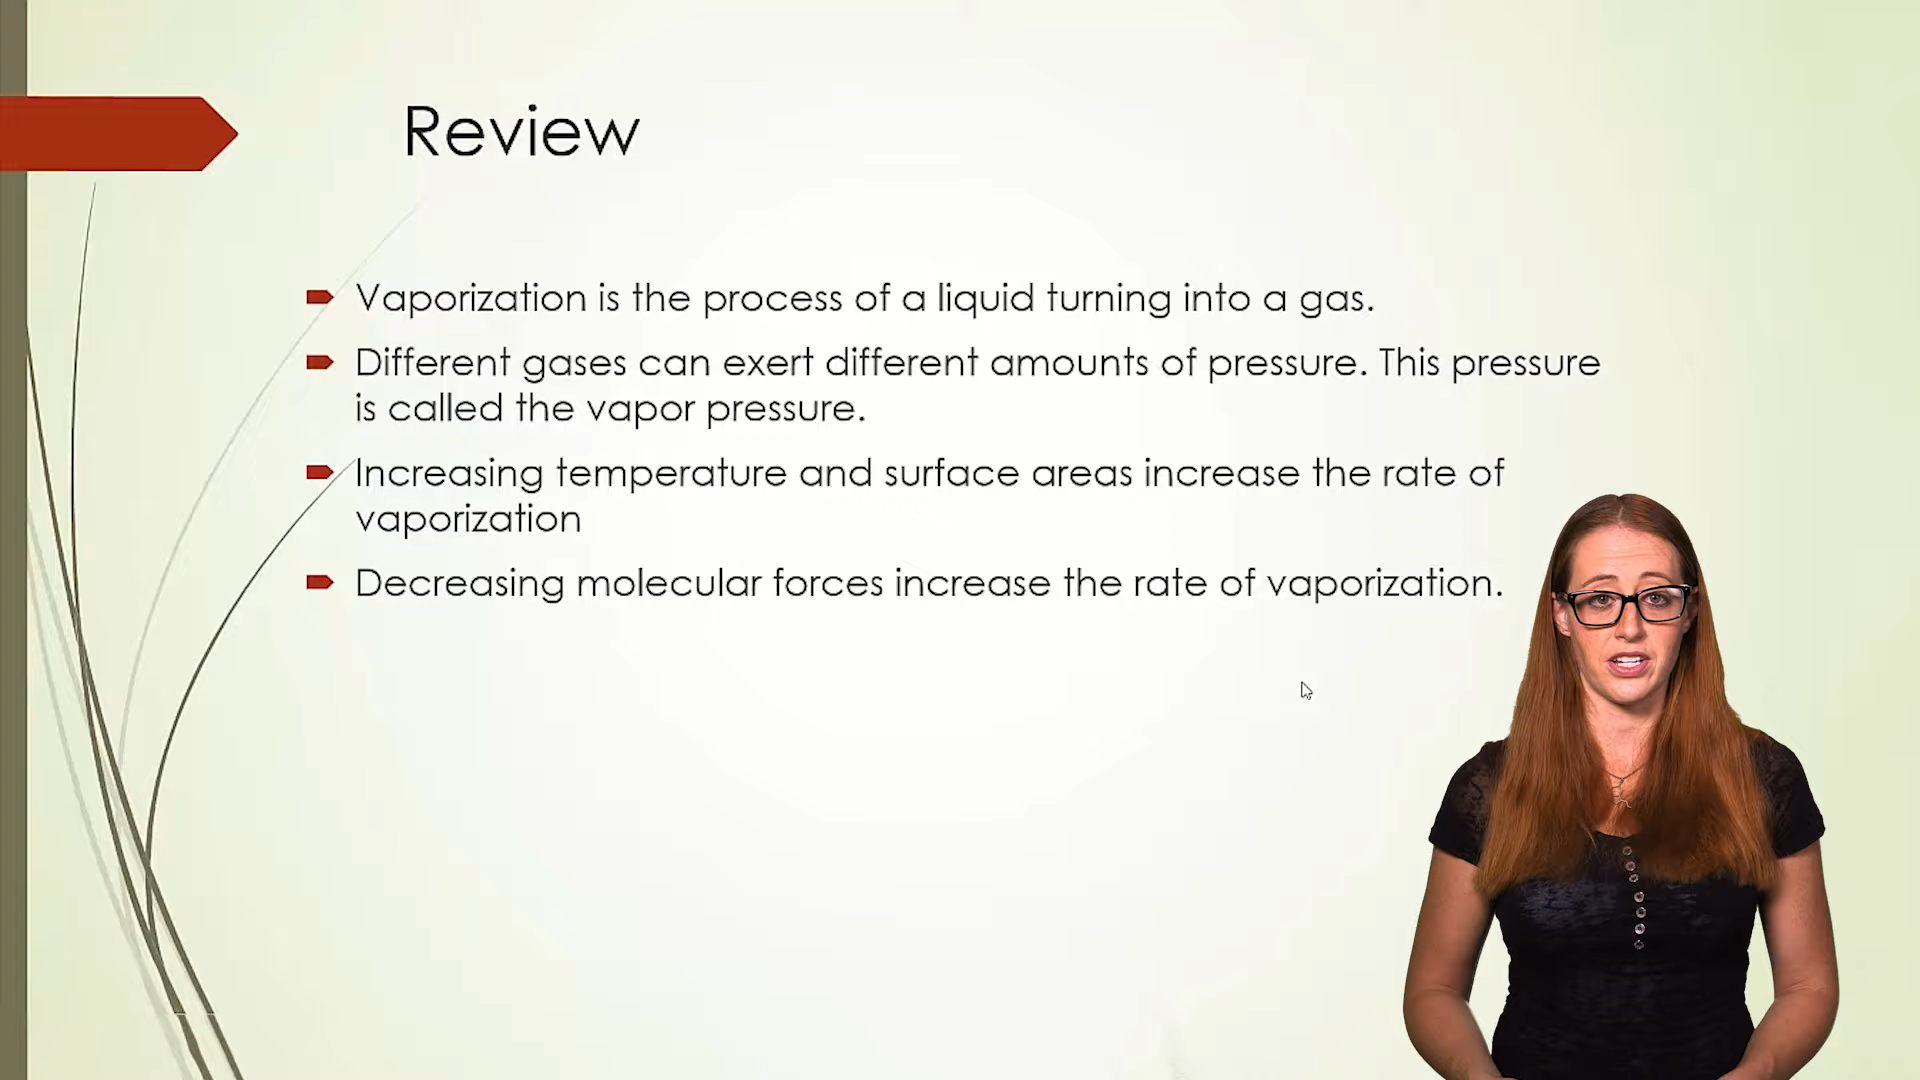 Review
Vaporization is the process of a liquid turning into a gas.
Different gases can exert different amounts of pressure. This pressure
is called the vapor pressure.
Increasing temperature and surface areas increase the rate of
vaporization
Decreasing molecular forces increase the rate of vaporization.